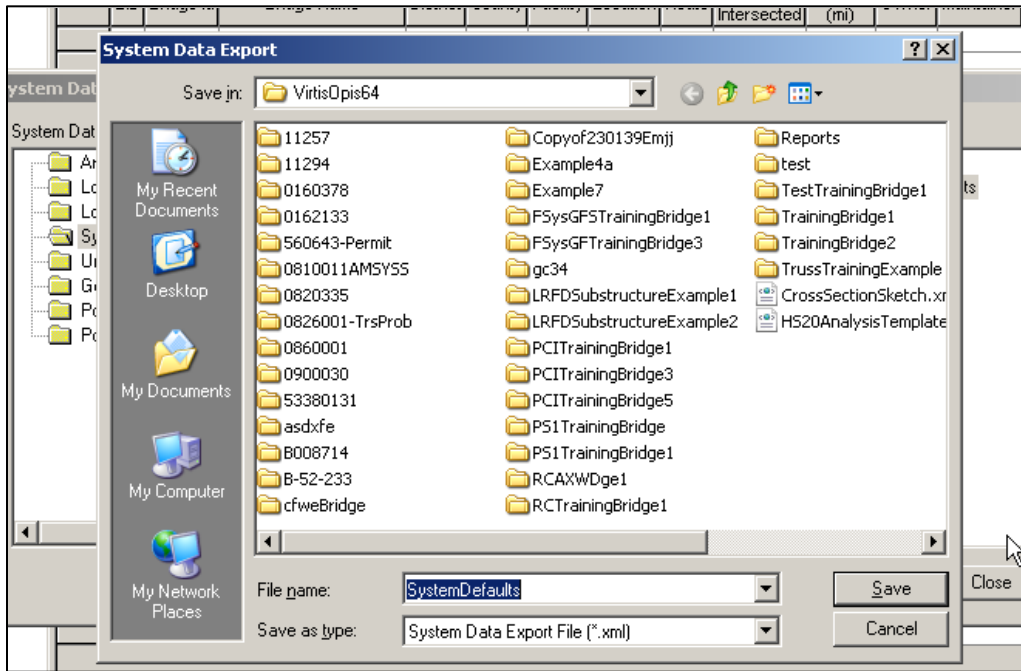 Intersected
(mi)
System Data Export
ystem Dat
Save in:
VirtisOpis64
System Dat
My Recent Documents
Desktop
My Documents
My Computer
My Network Places
11257
11294
0160378
0162133
560643-Permit
0810011AMSYSS
0820335
0826001-TrsProb
0860001
0900030
53380131
asdxfe
B008714
B-52-233
cfweBridge
Copyof230139Emjj
Example4a
Example7
FSysGFSTrainingBridge1
FSysGFTrainingBridge3
gc34
LRFDSubstructureExample1
LRFDSubstructureExample2
PCITrainingBridge1
PCITrainingBridge3
PCITrainingBridge5
PS1TrainingBridge
PS1TrainingBridge1
RCAXWDge1
RCTrainingBridge1
Reports
test
TestTrainingBridge1
TrainingBridge1
TrainingBridge2
TrussTrainingExample
CrossSectionSketch.xr
HS20AnalysisTemplate
ts
File name:
SystemDefaults
Save
Close
Save as type:
System Data Export File (*.xml)
Cancel